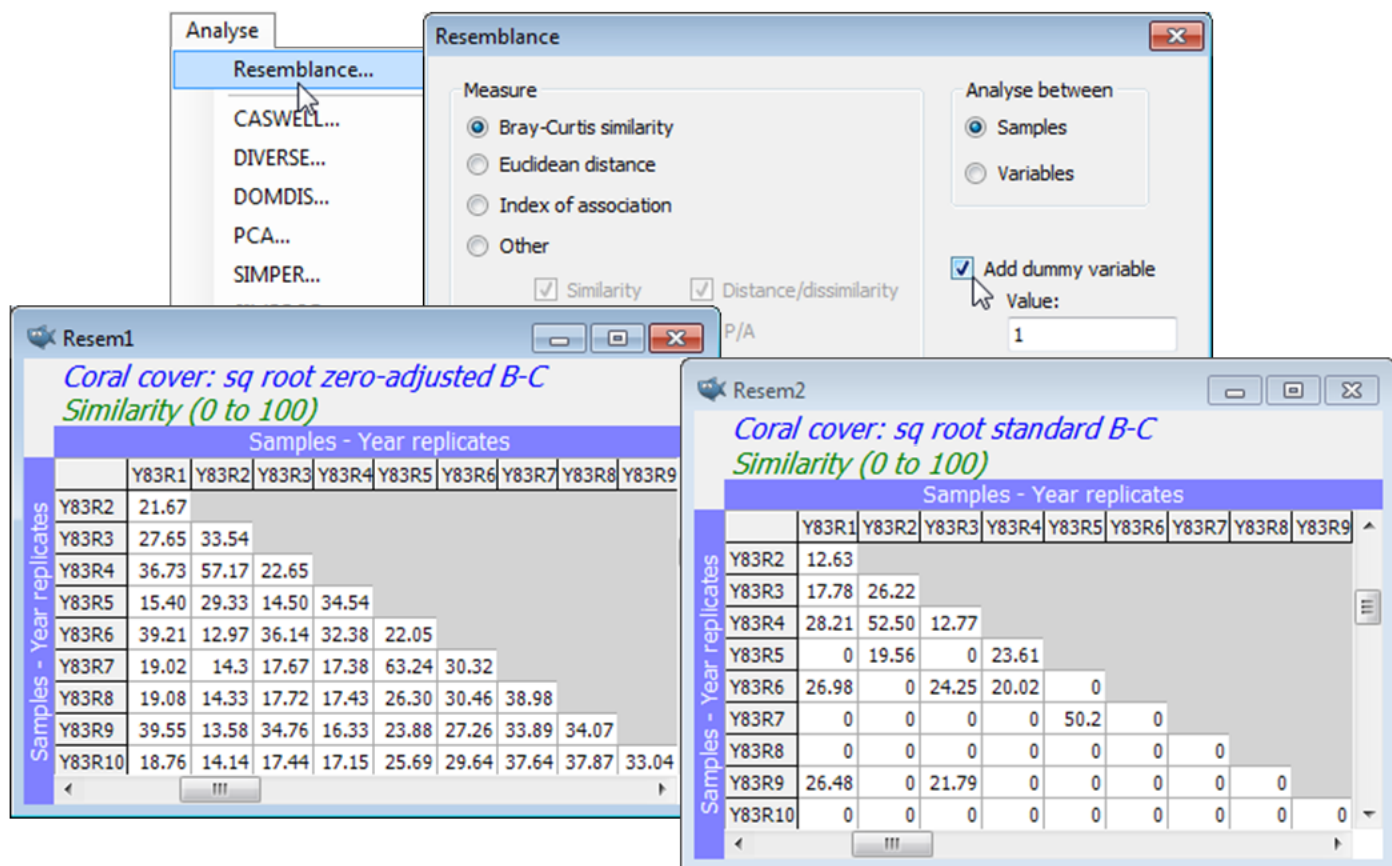 Analyse
Resemblance...
CASWELL...
DIVERSE...
DOMDIS...
PCA...
SIMPER...
Resemblance
Measure
Bray-Curtis similarity
Euclidean distance
Index of association
Other
Similarity Distance/dissimilarity
P/A
Analyse between
Samples
Variables
Add dummy variable
Value:
1
Resem1
Coral cover: sq root zero-adjusted B-C
Similarity (0 to 100)
Samples - Year replicates
Samples - Year replicates
Y83R1 Y83R2 Y83R3 Y83R4 Y83R5 Y83R6 Y83R7 Y83R8 Y83R9
Y83R2 21.67
Y83R3 27.65 33.54
Y83R4 36.73 57.17 22.65
Y83R5 15.40 29.33 14.50 34.54
Y83R6 39.21 12.97 36.14 32.38 22.05
Y83R7 19.02 14.3 17.67 17.38 63.24 30.32
Y83R8 19.08 14.33 17.72 17.43 26.30 30.46 38.98
Y83R9 39.55 13.58 34.76 16.33 23.88 27.26 33.89 34.07
Y83R10 18.76 14.14 17.44 17.15 25.69 29.64 37.64 37.87 33.04
Resem2
Coral cover: sq root standard B-C
Similarity (0 to 100)
Samples - Year replicates
Samples - Year replicates
Y83R1 Y83R2 Y83R3 Y83R4 Y83R5 Y83R6 Y83R7 Y83R8 Y83R9
Y83R2 12.63
Y83R3 17.78 26.22
Y83R4 28.21 52.50 12.77
Y83R5 0 19.56 0 23.61
Y83R6 26.98 0 24.25 20.02 0
Y83R7 0 0 0 0 50.2 0
Y83R8 0 0 0 0 0 0 0
Y83R9 26.48 0 21.79 0 0 0 0 0
Y83R10 0 0 0 0 0 0 0 0 0